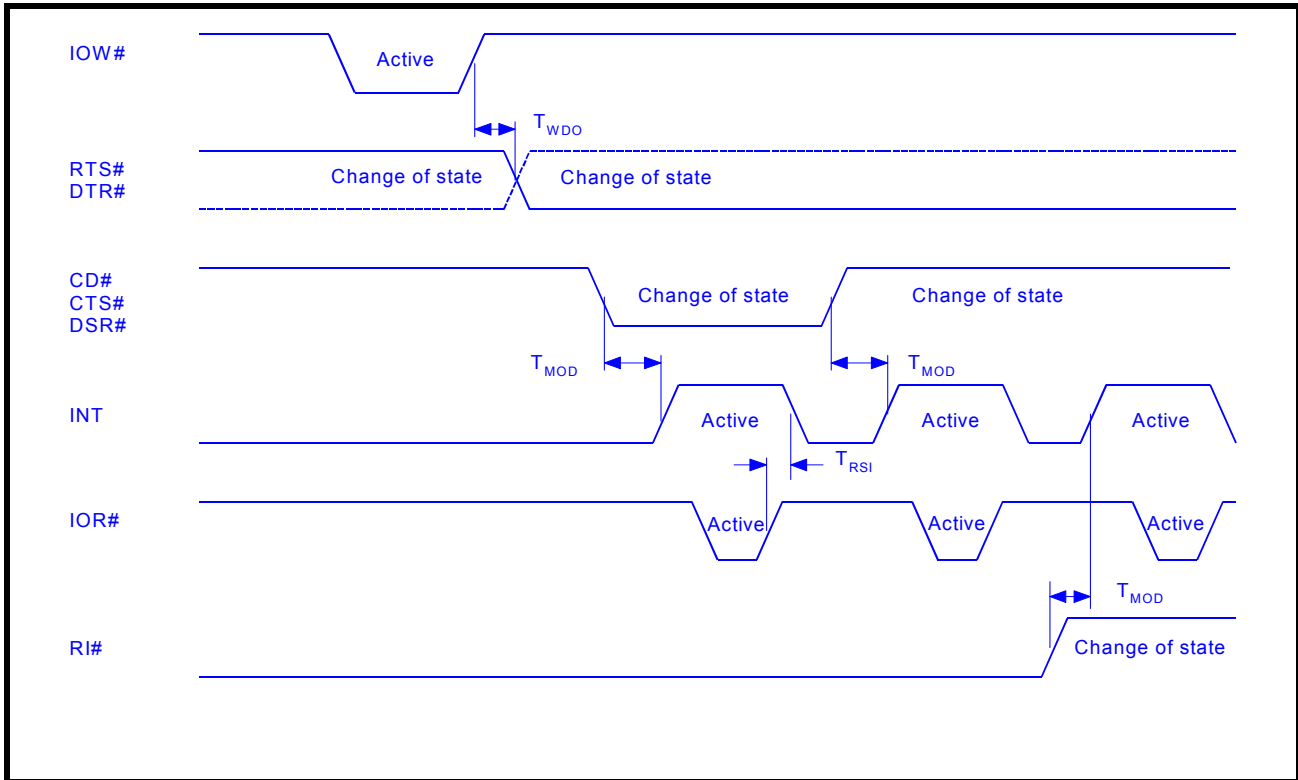 IOW#
Active
TWDO
RTS#
DTR#
Change of state
Change of state
CD#
CTS#
DSR#
Change of state
Change of state
TMOD
TMOD
INT
Active
Active
Active
TRSI
IOR#
Active
Active
Active
TMOD
RI#
Change of state